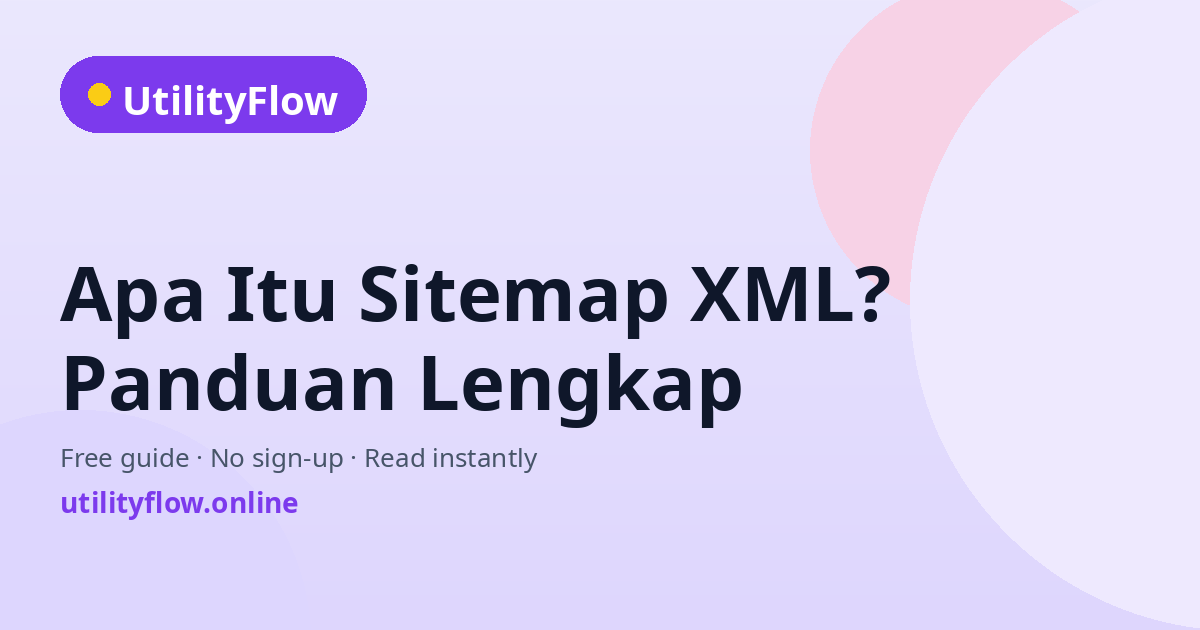 UtilityFlow
Apa Itu Sitemap XML?
Panduan Lengkap
Free guide · No sign-up · Read instantly
utilityflow.online